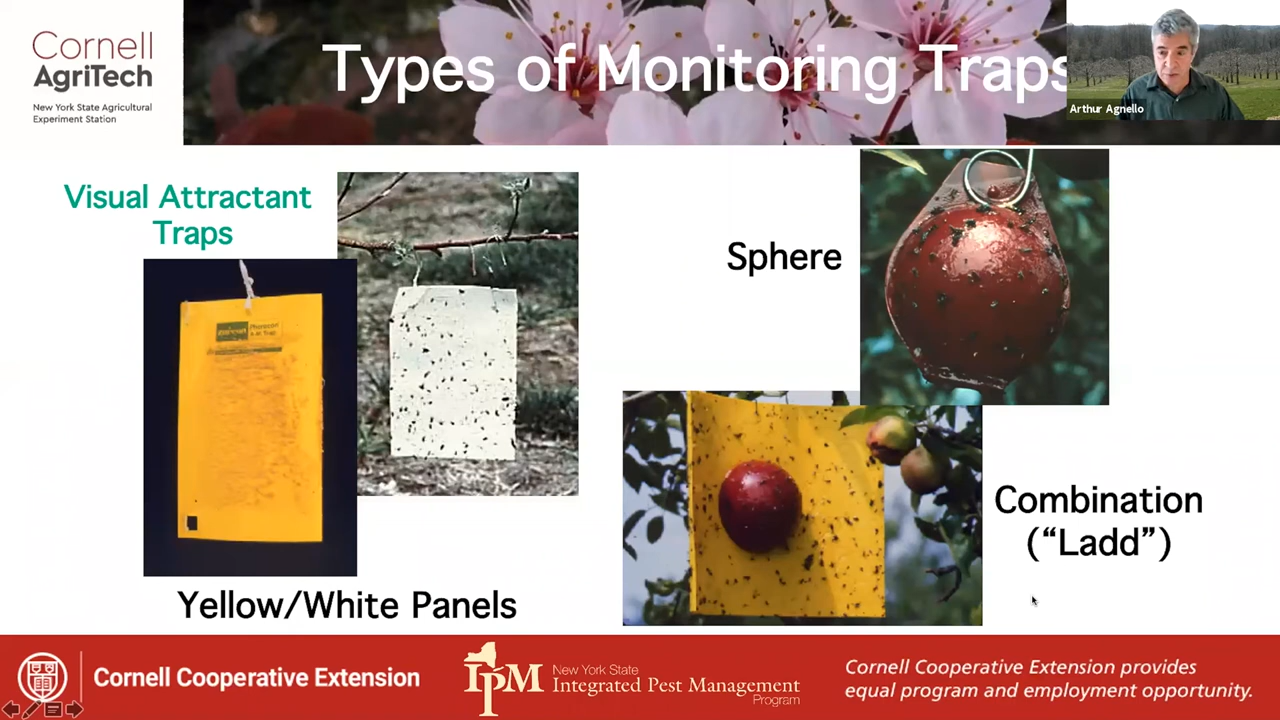 Cornell
AgriTech
New York State Agricultural
Experiment Station
Types of Monitoring Traps
Arthur Agnello
Visual Attractant
Traps
Sphere
Combination
("Ladd")
Yellow/White Panels
Cornell Cooperative Extension
IPM
New York State
Integrated Pest Management
Program
Cornell Cooperative Extension provides
equal program and employment opportunity.